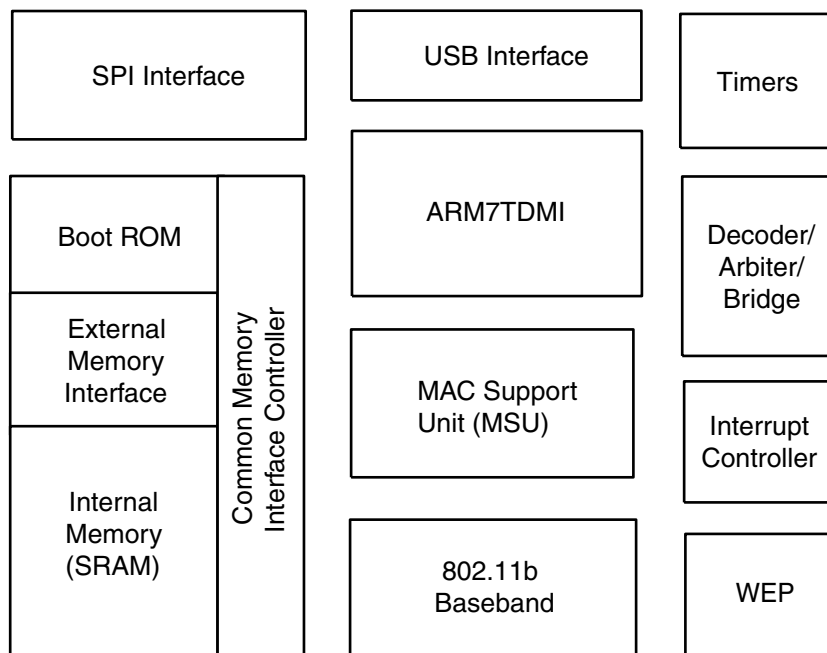 SPI Interface
USB Interface
Timers
Boot ROM
External
Memory
Interface
Internal
Memory
(SRAM)
Common Memory
Interface Controller
ARM7TDMI
MAC Support
Unit (MSU)
802.11b
Baseband
Decoder/
Arbiter/
Bridge
Interrupt
Controller
WEP